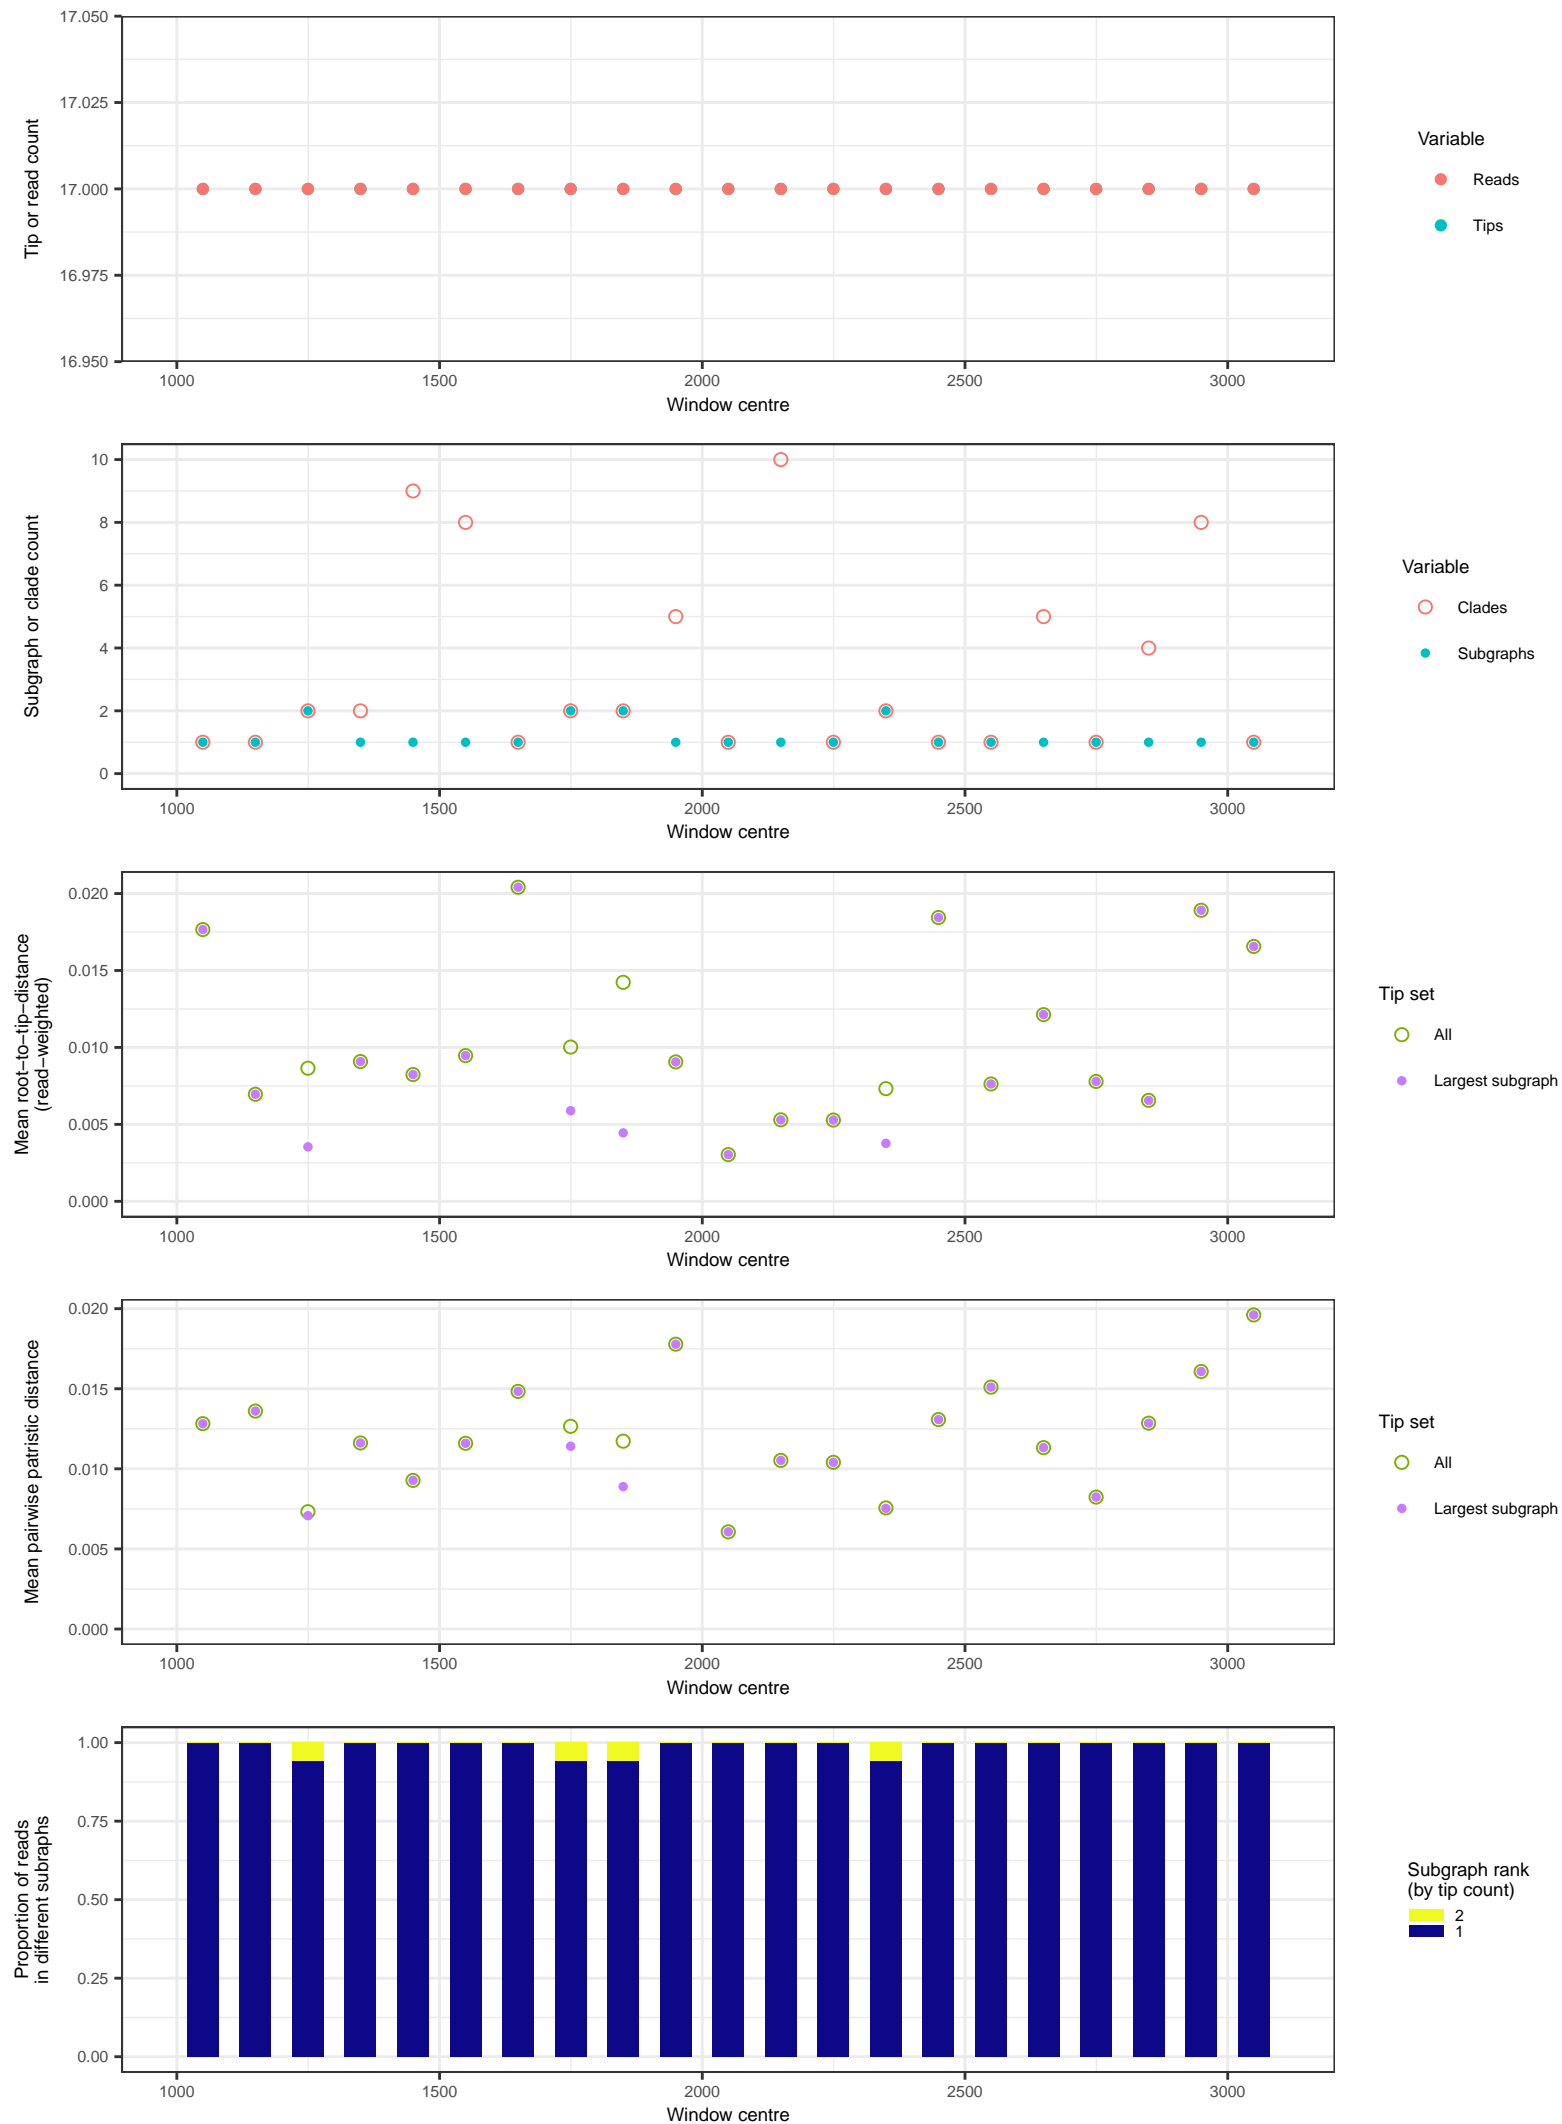 17.050
17.025
17.000
16.975
16.950
Tip or read count
1000 1500 2000 2500 3000
Window centre
Variable
Reads
Tips
10
8
6
4
2
0
Subgraph or clade count
1000 1500 2000 2500 3000
Window centre
Variable
Clades
Subgraphs
0.020
0.015
0.010
0.005
0.000
Mean root−to−tip−distance
(read−weighted)
1000 1500 2000 2500 3000
Window centre
Tip set
All
Largest subgraph
0.020
0.015
0.010
0.005
0.000
Mean pairwise patristic distance
1000 1500 2000 2500 3000
Window centre
Tip set
All
Largest subgraph
1.00
0.75
0.50
0.25
0.00
Proportion of reads
in different subraphs
1000 1500 2000 2500 3000
Window centre
Subgraph rank
(by tip count)
2
1